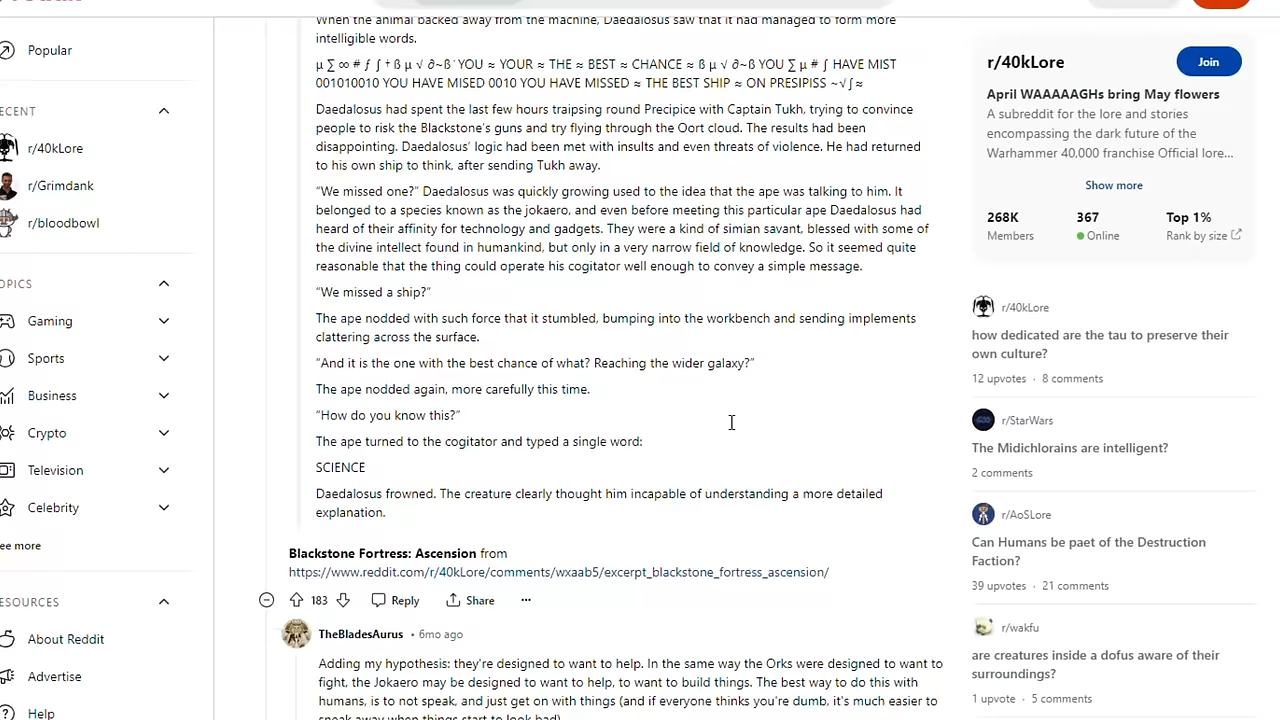 When the animal backed away from the machine, Daedalosus saw that it had managed to form more
intelligible words.
μ ∑ ∞ # ƒ ∫ † ß μ √ ∂~ß˙YOU ≈ YOUR ≈ THE ≈ BEST ≈ CHANCE ≈ ß μ √ ∂~ß YOU ∑ μ # ∫ HAVE MIST
001010010 YOU HAVE MISED 0010 YOU HAVE MISSED ≈ THE BEST SHIP ≈ ON PRESIPISS ~√∫≈
Daedalosus had spent the last few hours traipsing round Precipice with Captain Tukh, trying to convince
people to risk the Blackstone's guns and try flying through the Oort cloud. The results had been
disappointing. Daedalosus' logic had been met with insults and even threats of violence. He had returned
to his own ship to think, after sending Tukh away.
“We missed one?” Daedalosus was quickly growing used to the idea that the ape was talking to him. It
belonged to a species known as the jokaero, and even before meeting this particular ape Daedalosus had
heard of their affinity for technology and gadgets. They were a kind of simian savant, blessed with some of
the divine intellect found in humankind, but only in a very narrow field of knowledge. So it seemed quite
reasonable that the thing could operate his cogitator well enough to convey a simple message.
“We missed a ship?”
The ape nodded with such force that it stumbled, bumping into the workbench and sending implements
clattering across the surface.
“And it is the one with the best chance of what? Reaching the wider galaxy?”
The ape nodded again, more carefully this time.
“How do you know this?”
The ape turned to the cogitator and typed a single word:
SCIENCE
Daedalosus frowned. The creature clearly thought him incapable of understanding a more detailed
explanation.
Blackstone Fortress: Ascension from
https://www.reddit.com/r/40kLore/comments/wxaab5/excerpt_blackstone_fortress_ascension/
183 Reply Share ...
TheBladesAurus • 6mo ago
Adding my hypothesis: they're designed to want to help. In the same way the Orks were designed to want to
fight, the Jokaero may be designed to want to help, to want to build things. The best way to do this with
humans, is to not speak, and just get on with things (and if everyone thinks you're dumb, it's much easier to
sneak away when things start to look bad)
Popular
ECENT
r/40kLore
r/Grimdank
r/bloodbowl
OPICS
Gaming
Sports
Business
Crypto
Television
Celebrity
ee more
ESOURCES
About Reddit
Advertise
Help
r/40kLore
Join
April WAAAAAGHs bring May flowers
A subreddit for the lore and stories
encompassing the dark future of the
Warhammer 40,000 franchise Official lore...
Show more
268K 367 Top 1%
Members Online Rank by size
r/40kLore
how dedicated are the tau to preserve their
own culture?
12 upvotes · 8 comments
r/StarWars
The Midichlorains are intelligent?
2 comments
r/AoSLore
Can Humans be paet of the Destruction
Faction?
39 upvotes · 21 comments
r/wakfu
are creatures inside a dofus aware of their
surroundings?
1 upvote · 5 comments